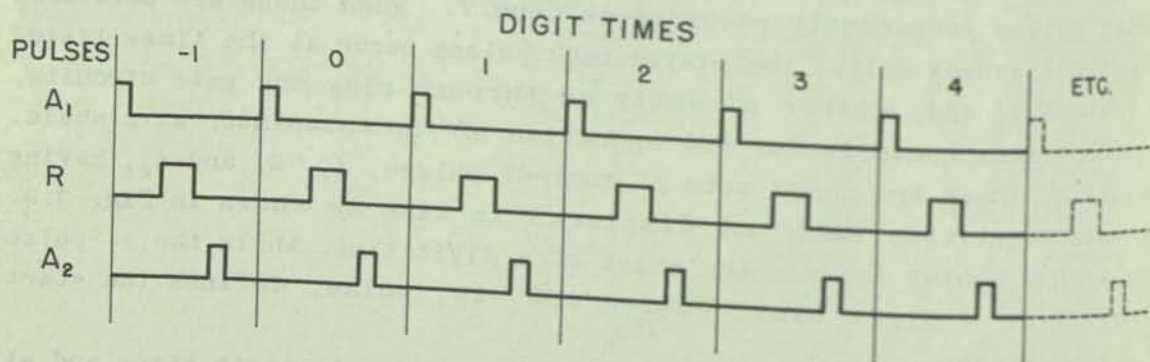 DIGIT TIMES
PULSES -1 0 1 2 3 4 ETC.
A₁
R
A₂